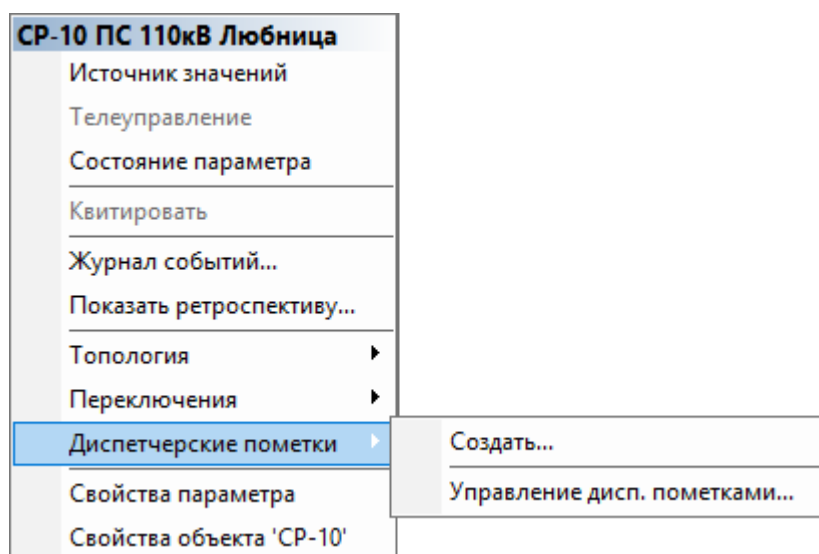 СР-10 ПС 110кВ Любница
Источник значений
Телеуправление
Состояние параметра
Квитировать
Журнал событий...
Показать ретроспективу...
Топология
Переключения
Диспетчерские пометки
Создать...
Управление дисп. пометками...
Свойства параметра
Свойства объекта 'СР-10'